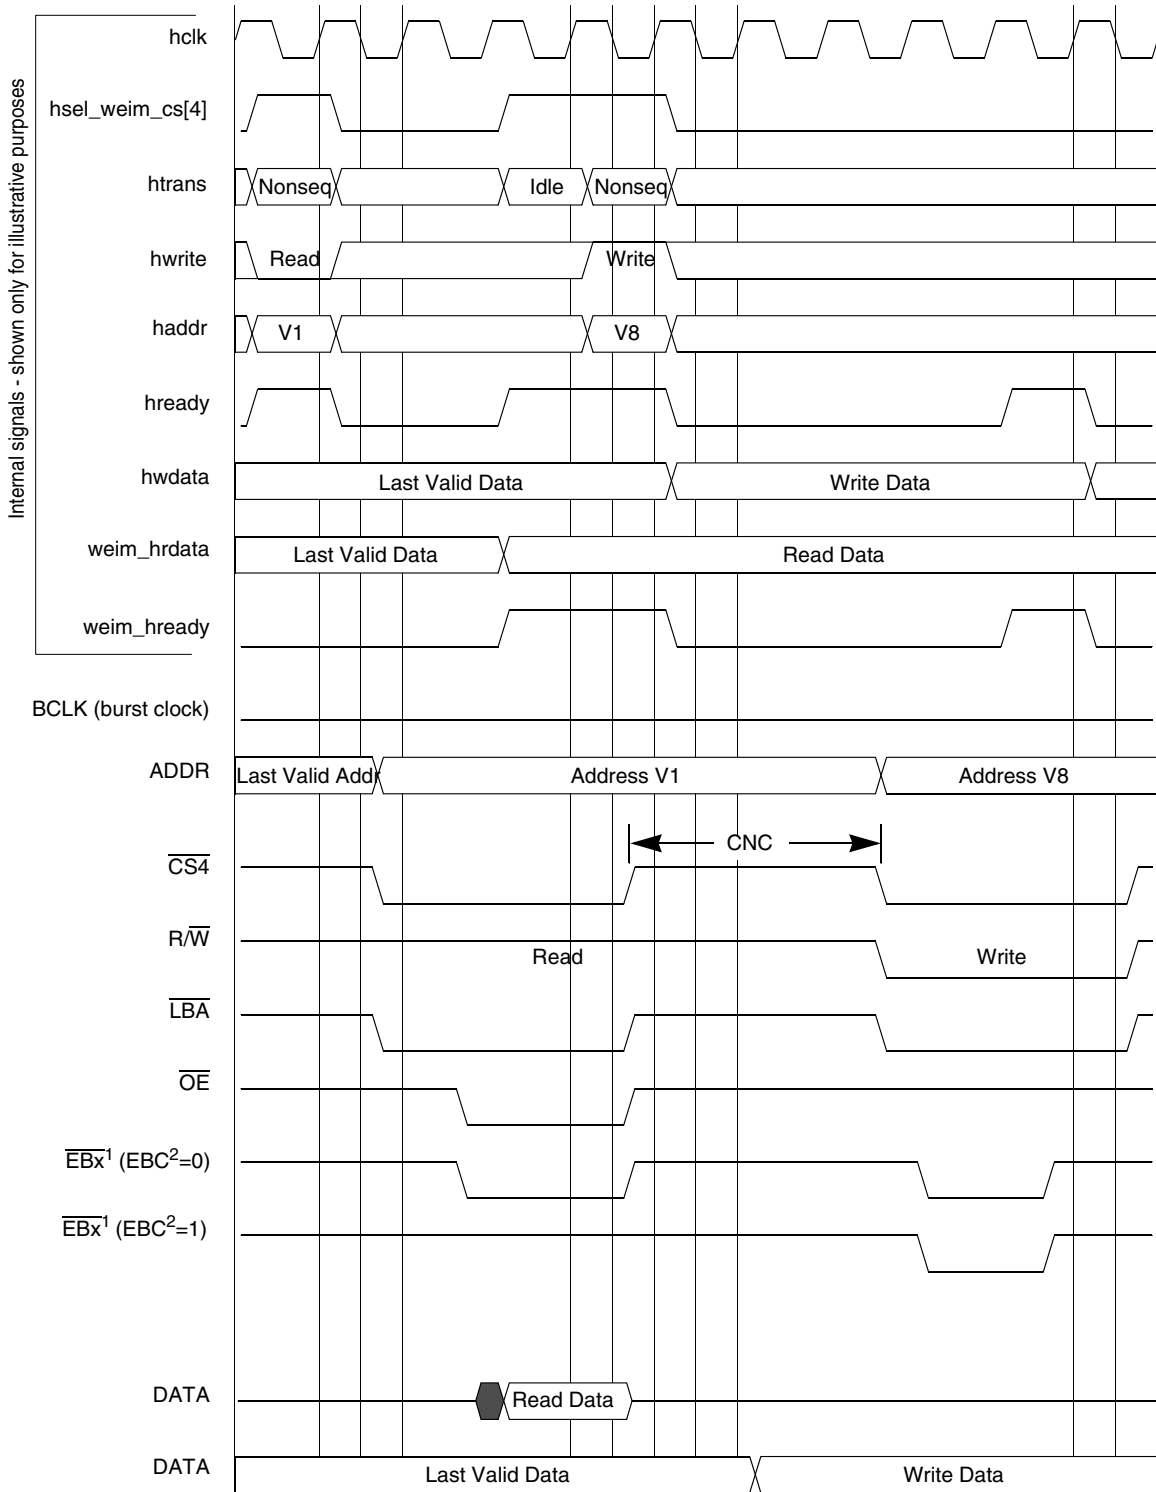 Internal signals - shown only for illustrative purposes
hclk
hsel_weim_cs[4]
htrans Nonseq Idle Nonseq
hwrite Read Write
haddr V1 V8
hready
hwdata Last Valid Data Write Data
weim_hrdata Last Valid Data Read Data
weim_hready
BCLK (burst clock)
ADDR Last Valid Addr Address V1 Address V8
CNC
CS4
R/W Read Write
LBA
OE
EBx1 (EBC2=0)
EBx1 (EBC2=1)
DATA Read Data
DATA Last Valid Data Write Data